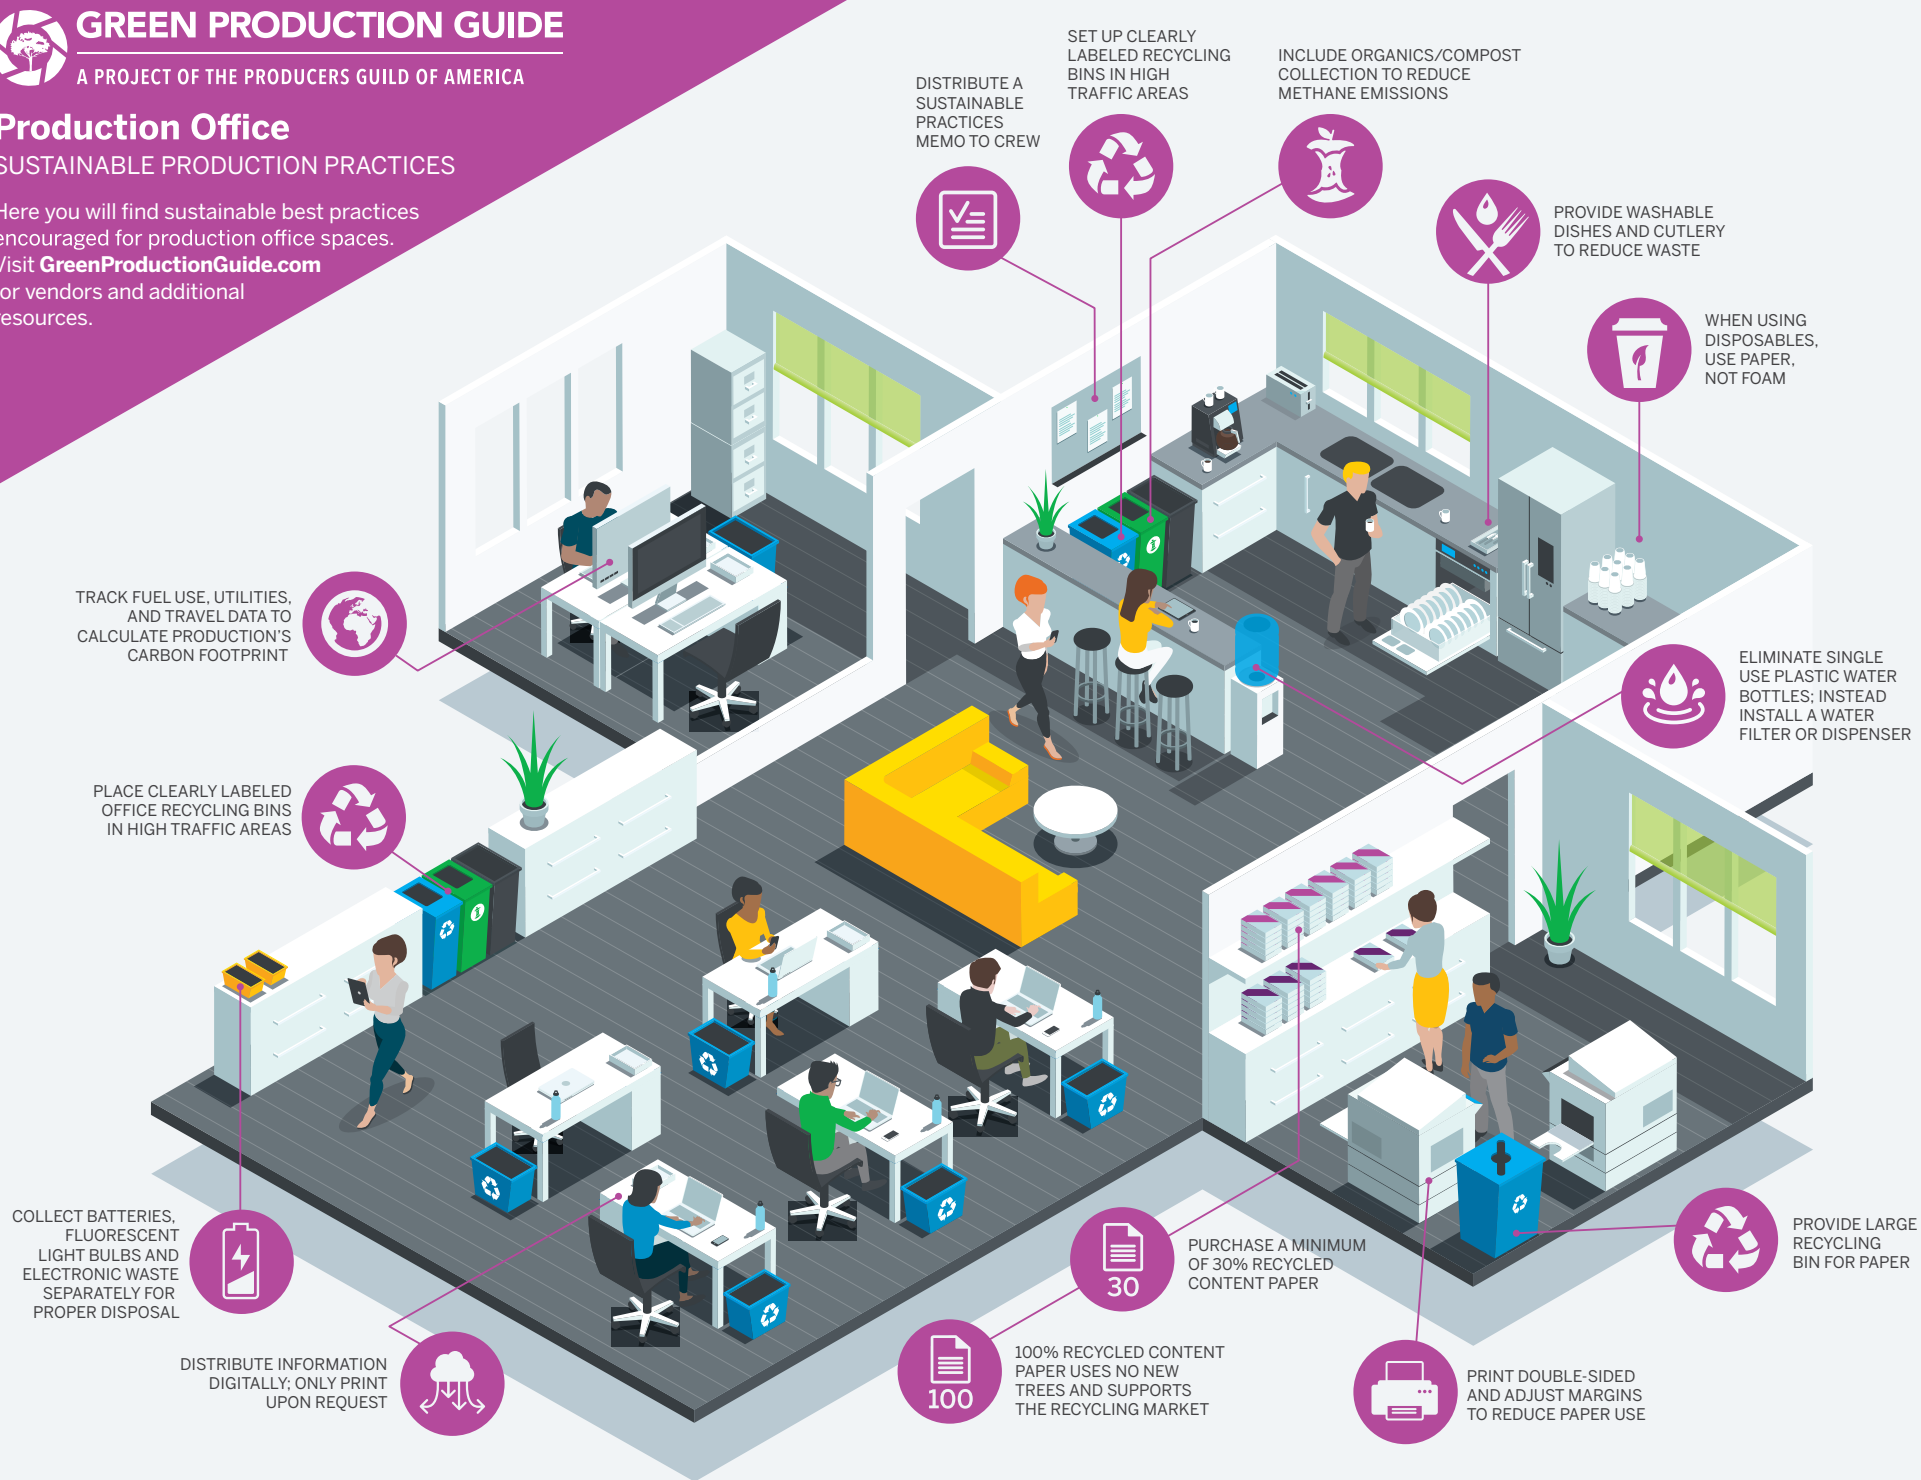 GREEN PRODUCTION GUIDE
A PROJECT OF THE PRODUCERS GUILD OF AMERICA
Production Office
SUSTAINABLE PRODUCTION PRACTICES
Here you will find sustainable best practices
encouraged for production office spaces.
Visit GreenProductionGuide.com
for vendors and additional
resources.
DISTRIBUTE A
SUSTAINABLE
PRACTICES
MEMO TO CREW
SET UP CLEARLY
LABELED RECYCLING
BINS IN HIGH
TRAFFIC AREAS
INCLUDE ORGANICS/COMPOST
COLLECTION TO REDUCE
METHANE EMISSIONS
PROVIDE WASHABLE
DISHES AND CUTLERY
TO REDUCE WASTE
WHEN USING
DISPOSABLES,
USE PAPER,
NOT FOAM
TRACK FUEL USE, UTILITIES,
AND TRAVEL DATA TO
CALCULATE PRODUCTION'S
CARBON FOOTPRINT
ELIMINATE SINGLE
USE PLASTIC WATER
BOTTLES; INSTEAD
INSTALL A WATER
FILTER OR DISPENSER
PLACE CLEARLY LABELED
OFFICE RECYCLING BINS
IN HIGH TRAFFIC AREAS
COLLECT BATTERIES,
FLUORESCENT
LIGHT BULBS AND
ELECTRONIC WASTE
SEPARATELY FOR
PROPER DISPOSAL
DISTRIBUTE INFORMATION
DIGITALLY; ONLY PRINT
UPON REQUEST
30
PURCHASE A MINIMUM
OF 30% RECYCLED
CONTENT PAPER
100
100% RECYCLED CONTENT
PAPER USES NO NEW
TREES AND SUPPORTS
THE RECYCLING MARKET
PRINT DOUBLE-SIDED
AND ADJUST MARGINS
TO REDUCE PAPER USE
PROVIDE LARGE
RECYCLING
BIN FOR PAPER